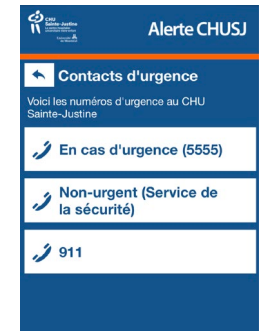 CHU
Sainte-Justine
Alerte CHUSJ
Contacts d'urgence
Voici les numéros d'urgence au CHU
Sainte-Justine
En cas d'urgence (5555)
Non-urgent (Service de
la sécurité)
911